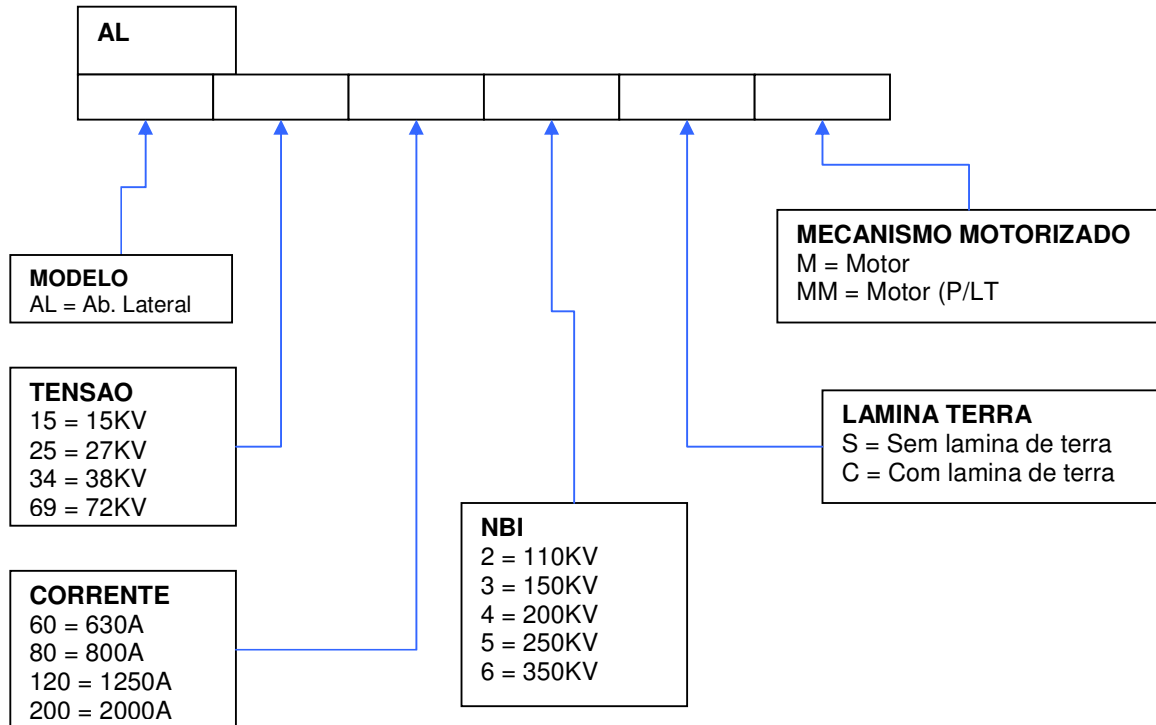 AL
MECANISMO MOTORIZADO
M = Motor
MM = Motor (P/LT
MODELO
AL = Ab. Lateral
TENSAO
15 = 15KV
25 = 27KV
34 = 38KV
69 = 72KV
LAMINA TERRA
S = Sem lamina de terra
C = Com lamina de terra
NBI
2 = 110KV
3 = 150KV
4 = 200KV
5 = 250KV
6 = 350KV
CORRENTE
60 = 630A
80 = 800A
120 = 1250A
200 = 2000A